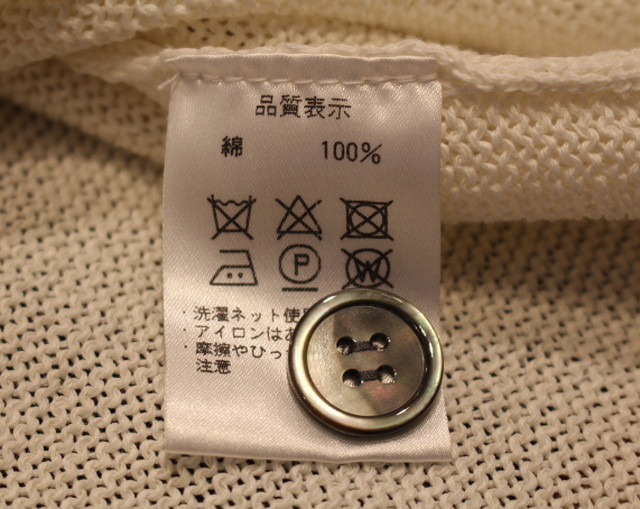 品質表示
綿 100%
P
W
・洗濯ネット使
・アイロンは
・摩擦やひっ
注意